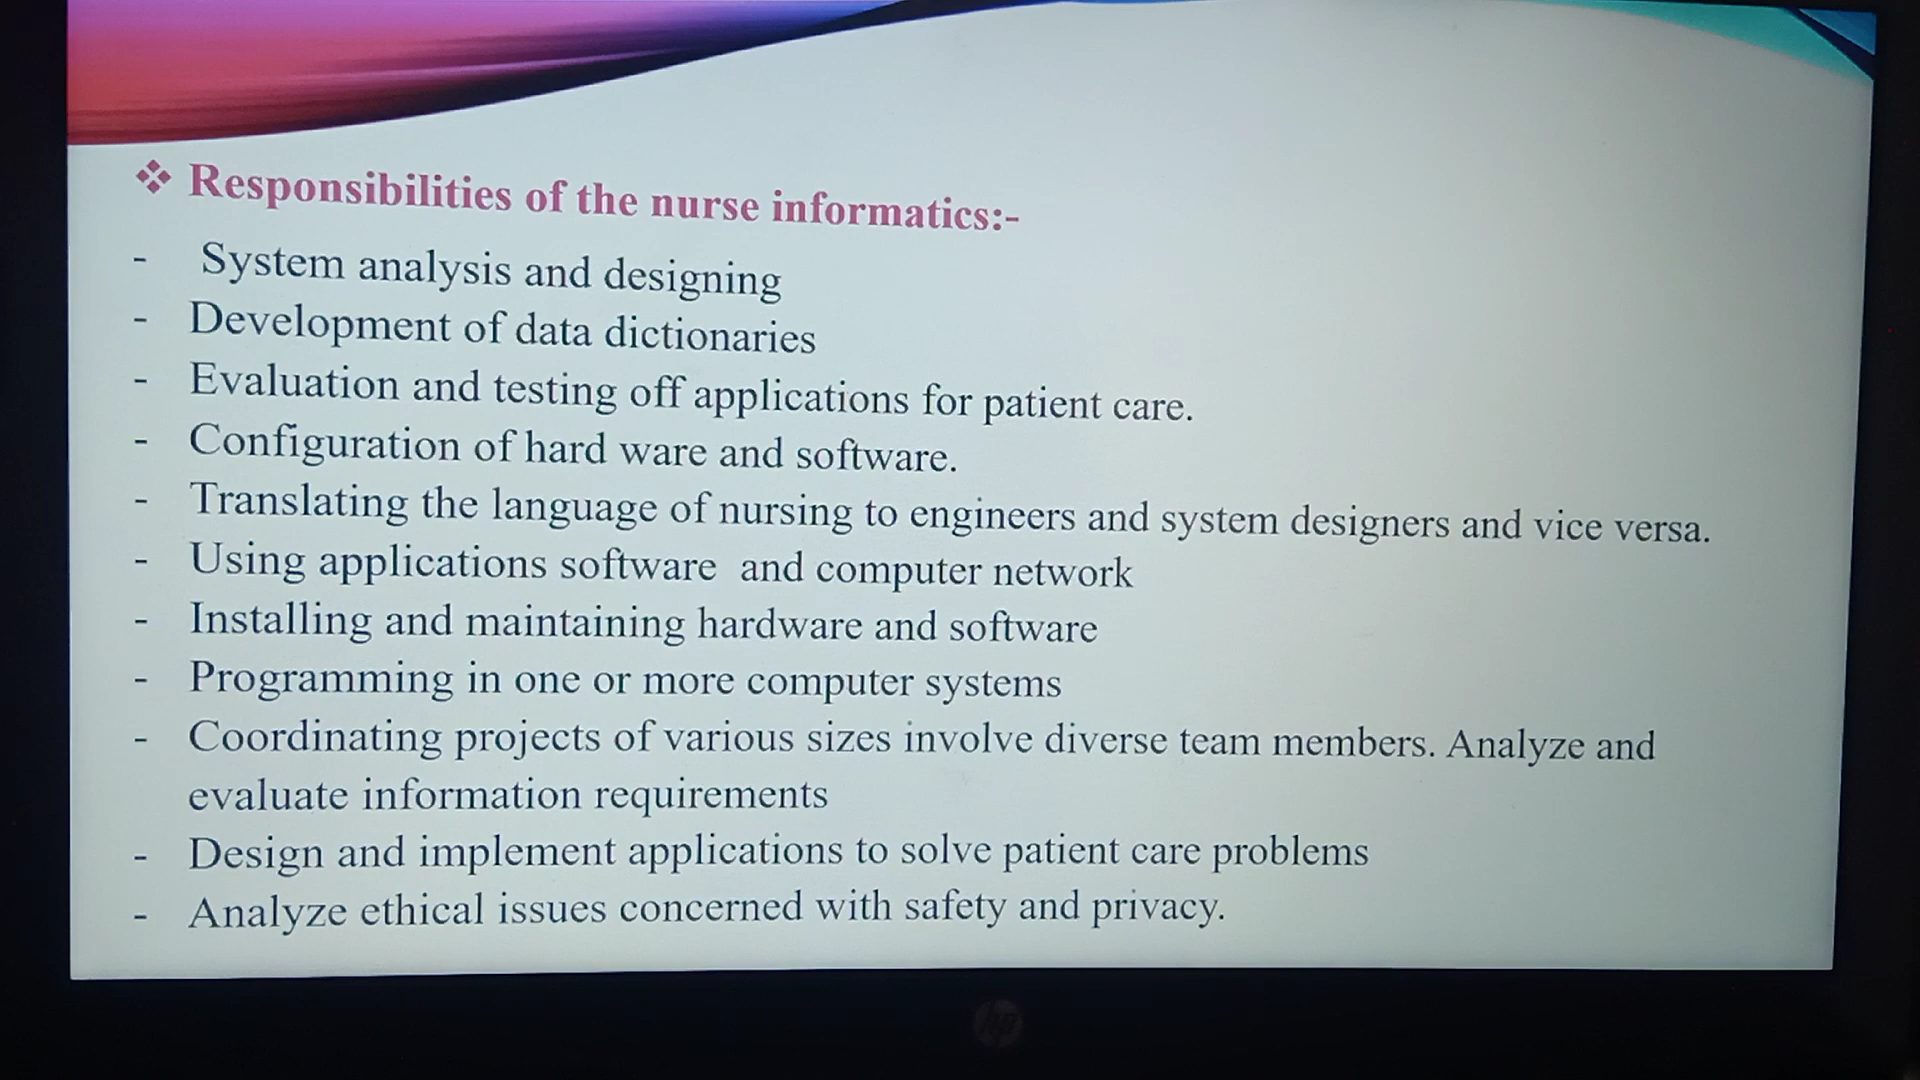 ❖ Responsibilities of the nurse informatics:-
- System analysis and designing
- Development of data dictionaries
- Evaluation and testing off applications for patient care.
- Configuration of hard ware and software.
- Translating the language of nursing to engineers and system designers and vice versa.
- Using applications software and computer network
- Installing and maintaining hardware and software
- Programming in one or more computer systems
- Coordinating projects of various sizes involve diverse team members. Analyze and
evaluate information requirements
- Design and implement applications to solve patient care problems
- Analyze ethical issues concerned with safety and privacy.
hp